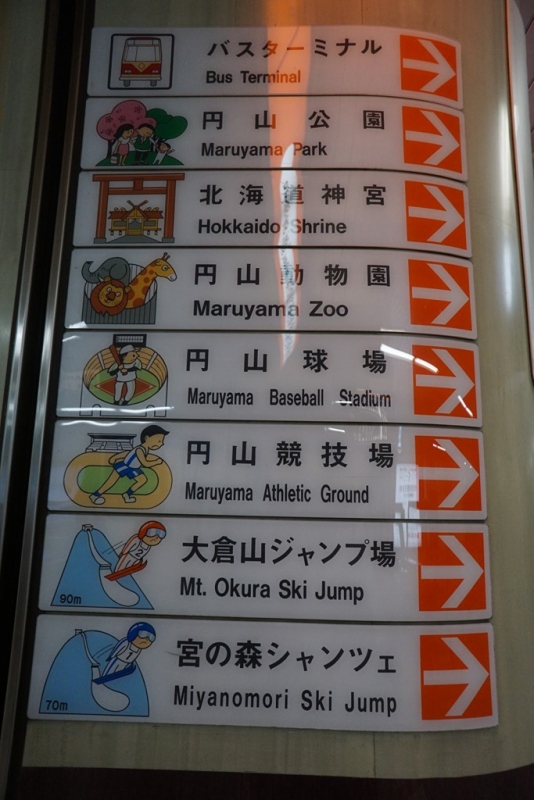 バスターミナル
Bus Terminal
円山公園
Maruyama Park
北海道神宮
Hokkaido Shrine
円山動物園
Maruyama Zoo
円山球場
Maruyama Baseball Stadium
円山競技場
Maruyama Athletic Ground
大倉山ジャンプ場
Mt. Okura Ski Jump
2
90m
宮の森シャンツェ
Miyanomori Ski Jump
1
70m